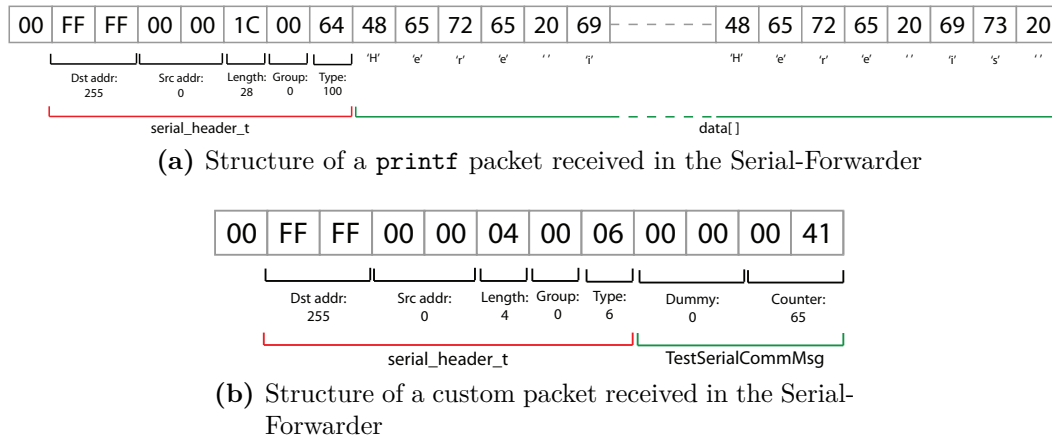 00 FF FF 00 00 1C 00 64 48 65 72 65 20 69 48 65 72 65 20 69 73 20
'H' 'e' 'r' 'e' ' ' 'i' 'H' 'e' 'r' 'e' ' ' 'i' 's' ' '
Dst addr: Src addr: Length: Group: Type:
255 0 28 0 100
serial_header_t data[ ]
(a) Structure of a printf packet received in the Serial-Forwarder
00 FF FF 00 00 04 00 06 00 00 00 41
Dst addr: Src addr: Length: Group: Type: Dummy: Counter:
255 0 4 0 6 0 65
serial_header_t TestSerialCommMsg
(b) Structure of a custom packet received in the Serial-
Forwarder